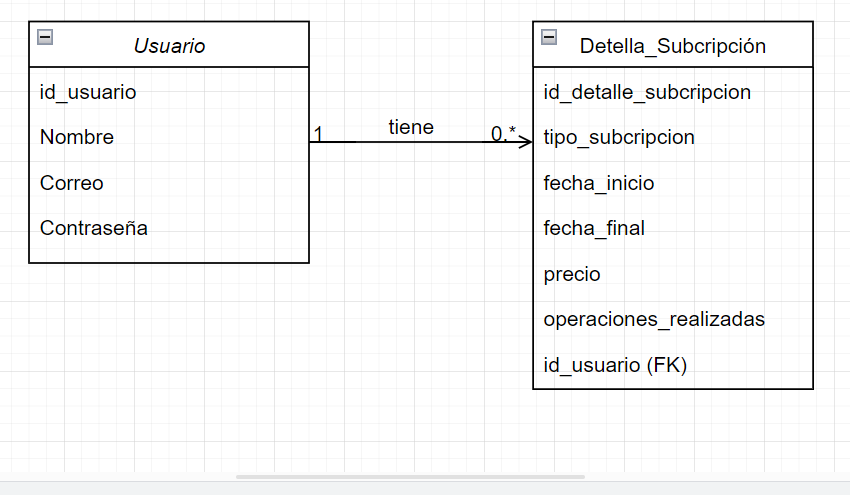 Usuario
id_usuario
Nombre
Correo
Contraseña
1
tiene
0.*
Detella_Subcripción
id_detalle_subcripcion
tipo_subcripcion
fecha_inicio
fecha_final
precio
operaciones_realizadas
id_usuario (FK)